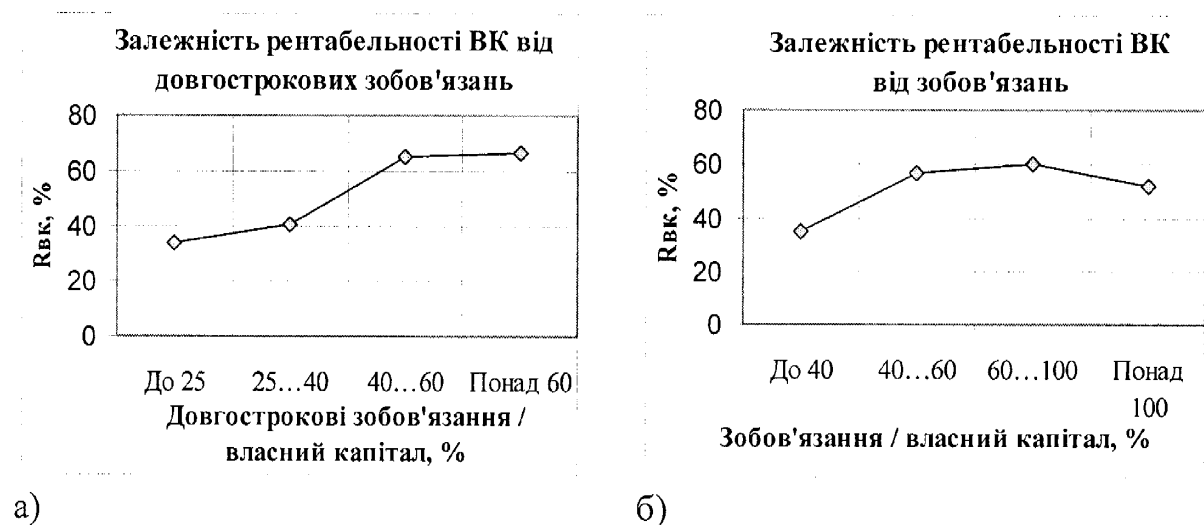 Залежність рентабельності ВК від
довгострокових зобов'язань
80
60
40
20
0
Rвк, %
До 25 25...40 40...60 Понад 60
Довгострокові зобов'язання /
власний капітал, %
а)
Залежність рентабельності ВК
від зобов'язань
80
60
40
20
0
Rвк, %
До 40 40...60 60...100 Понад
100
Зобов'язання / власний капітал, %
б)